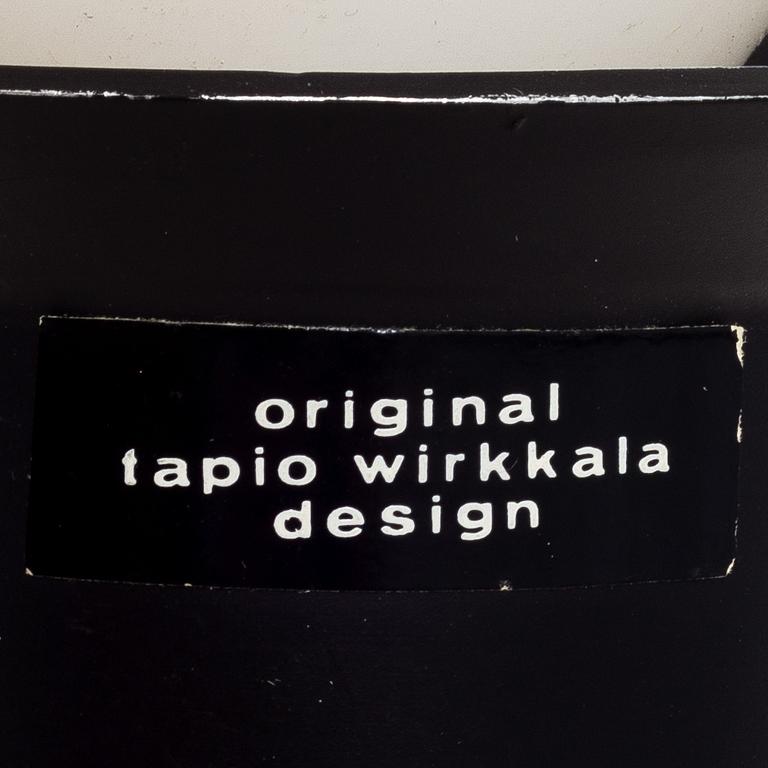 original
tapio wirkkala
design